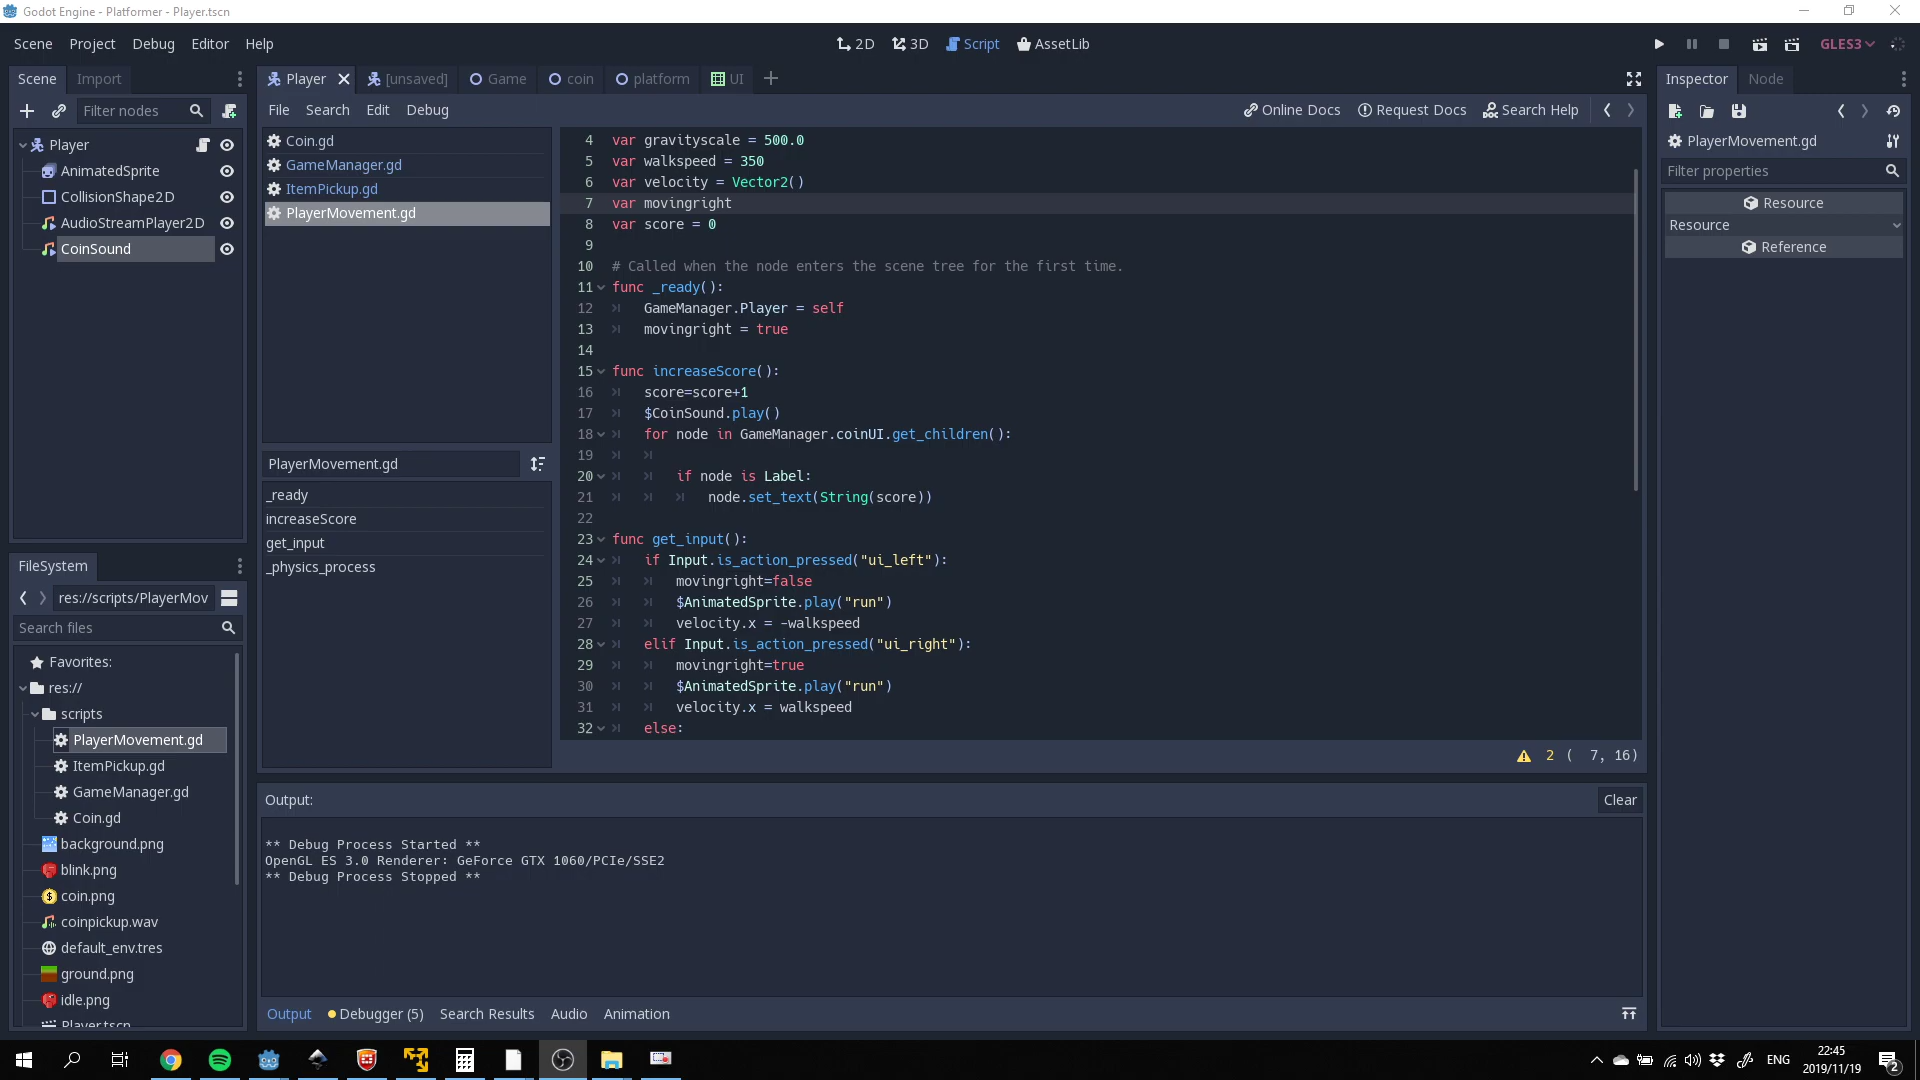 Godot Engine - Platformer - Player.tscn
Scene Project Debug Editor Help
2D 3D Script AssetLib
GLES3
Scene Import
Filter nodes
Player
AnimatedSprite
CollisionShape2D
AudioStreamPlayer2D
CoinSound
FileSystem
res://scripts/PlayerMov
Search files
Favorites:
res://
scripts
PlayerMovement.gd
ItemPickup.gd
GameManager.gd
Coin.gd
background.png
blink.png
coin.png
coinpickup.wav
default_env.tres
ground.png
idle.png
Player.tscn
Player [unsaved] Game coin platform UI
File Search Edit Debug
Online Docs Request Docs Search Help
Coin.gd
GameManager.gd
ItemPickup.gd
PlayerMovement.gd
PlayerMovement.gd
_ready
increaseScore
get_input
_physics_process
4 var gravityscale = 500.0
5 var walkspeed = 350
6 var velocity = Vector2()
7 var movingright
8 var score = 0
9
10 # Called when the node enters the scene tree for the first time.
11 func _ready():
12 GameManager.Player = self
13 movingright = true
14
15 func increaseScore():
16 score=score+1
17 $CoinSound.play()
18 for node in GameManager.coinUI.get_children():
19
20 if node is Label:
21 node.set_text(String(score))
22
23 func get_input():
24 if Input.is_action_pressed("ui_left"):
25 movingright=false
26 $AnimatedSprite.play("run")
27 velocity.x = -walkspeed
28 elif Input.is_action_pressed("ui_right"):
29 movingright=true
30 $AnimatedSprite.play("run")
31 velocity.x = walkspeed
32 else:
2 ( 7, 16)
Output:
Clear
** Debug Process Started **
OpenGL ES 3.0 Renderer: GeForce GTX 1060/PCIe/SSE2
** Debug Process Stopped **
Output Debugger (5) Search Results Audio Animation
Inspector Node
PlayerMovement.gd
Filter properties
Resource
Resource
Reference
ENG
22:45
2019/11/19
2